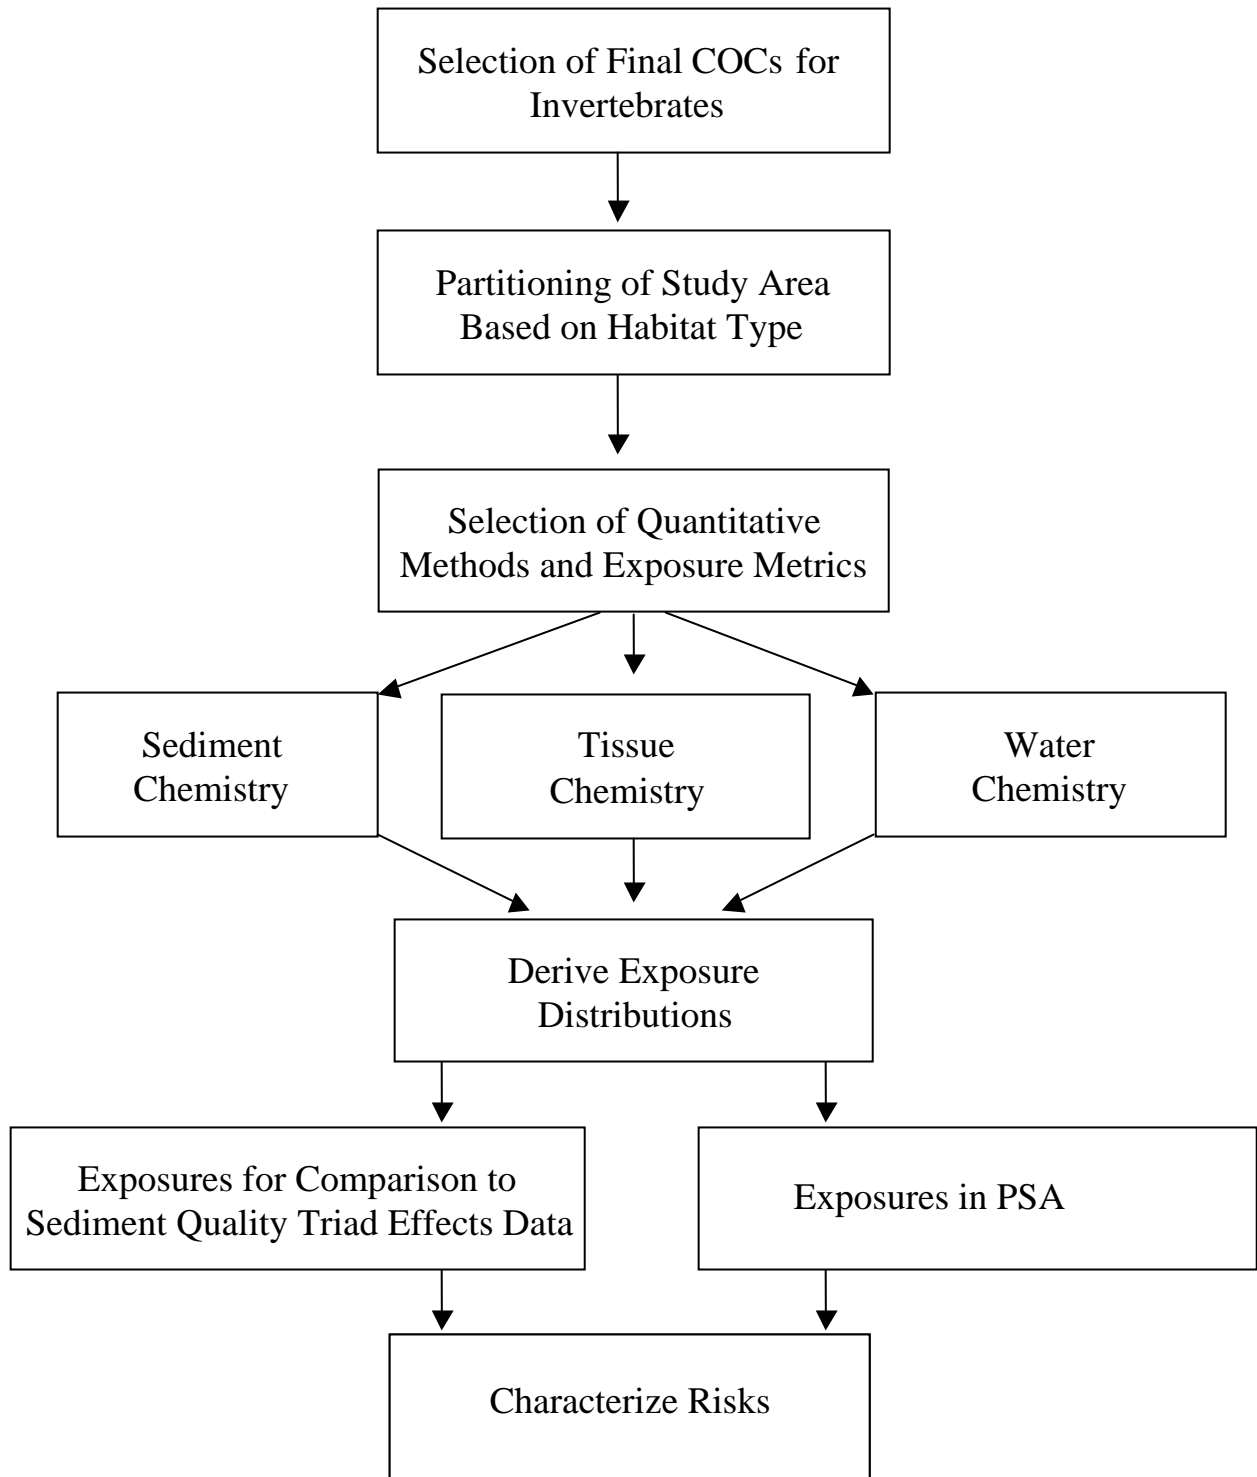 Selection of Final COCs for
Invertebrates
Partitioning of Study Area
Based on Habitat Type
Selection of Quantitative
Methods and Exposure Metrics
Sediment
Chemistry
Tissue
Chemistry
Water
Chemistry
Derive Exposure
Distributions
Exposures for Comparison to
Sediment Quality Triad Effects Data
Exposures in PSA
Characterize Risks